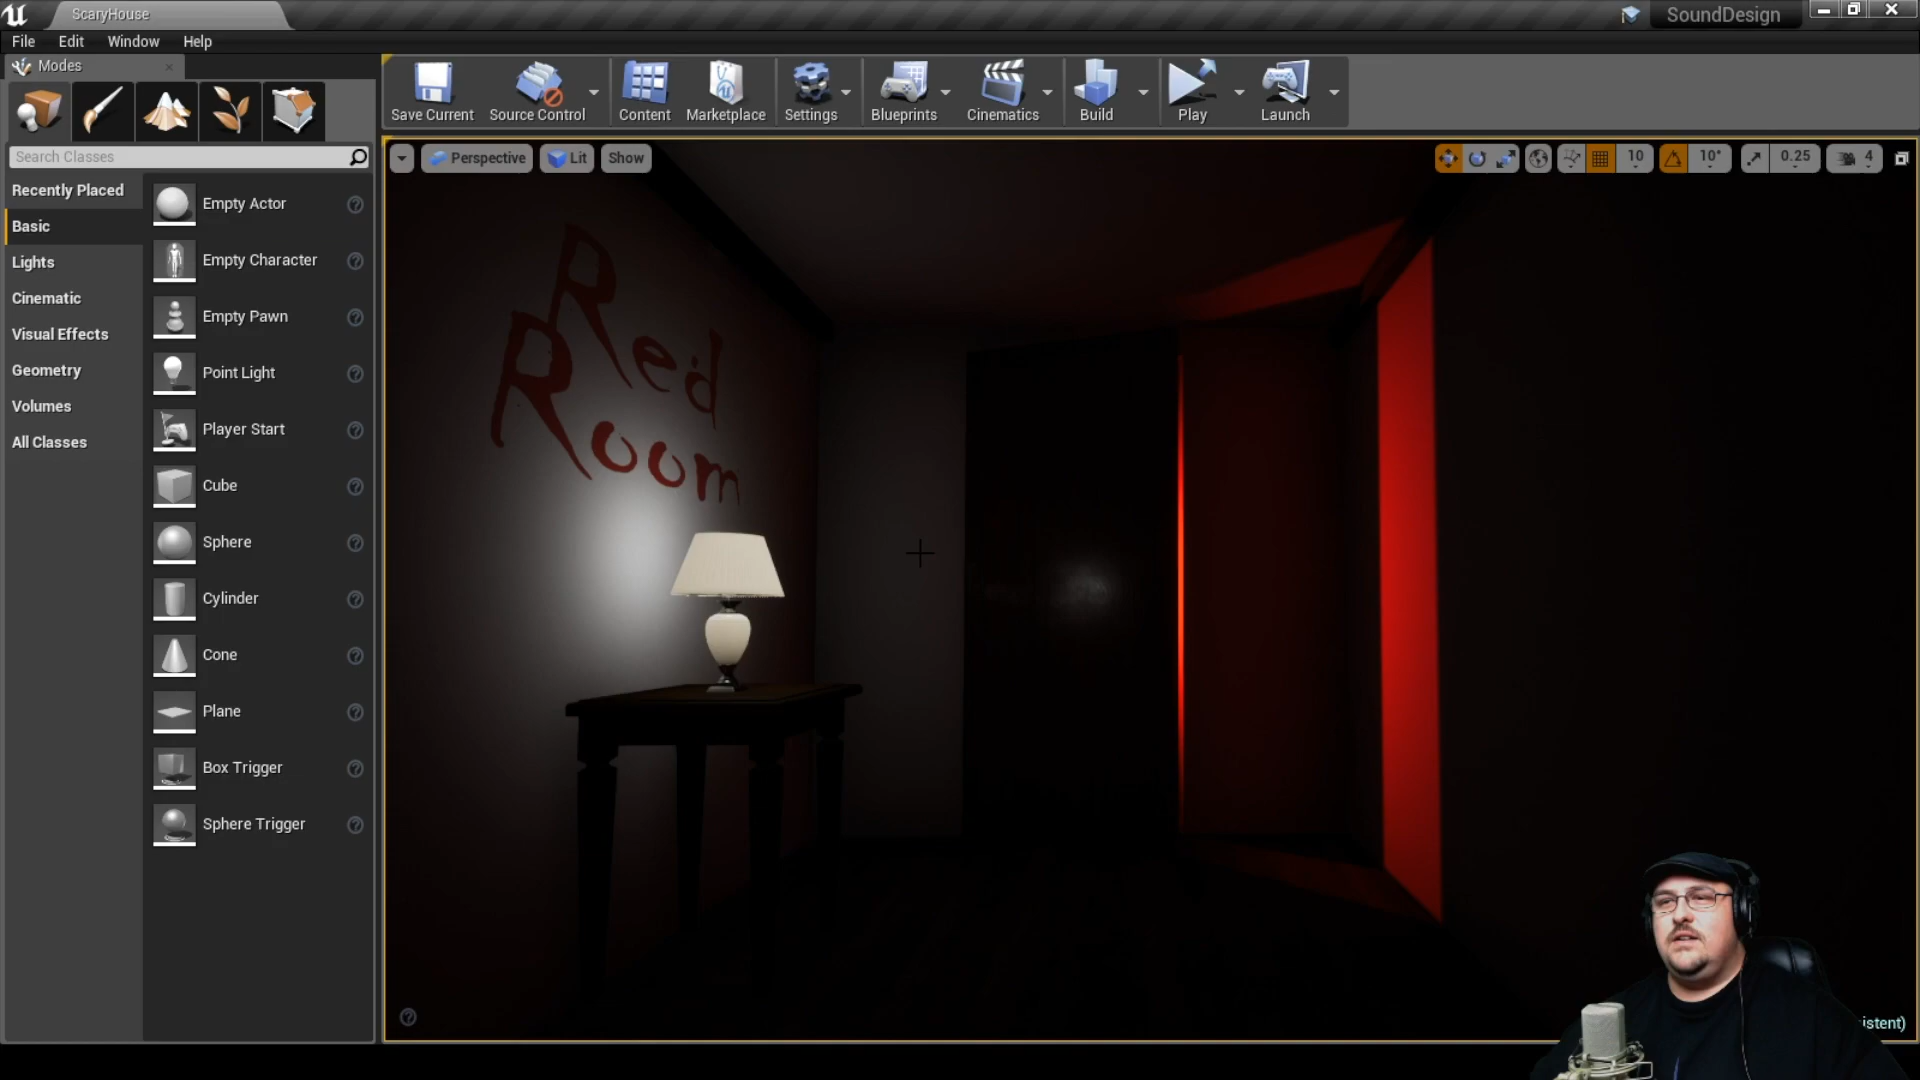 ScaryHouse
SoundDesign
File Edit Window Help
Modes
Save Current Source Control Content Marketplace Settings Blueprints Cinematics Build Play Launch
Search Classes
Perspective Lit Show
10 10° 0.25 4
Recently Placed
Basic
Lights
Cinematic
Visual Effects
Geometry
Volumes
All Classes
Empty Actor
Empty Character
Empty Pawn
Point Light
Player Start
Cube
Sphere
Cylinder
Cone
Plane
Box Trigger
Sphere Trigger
Red
Room
istent)